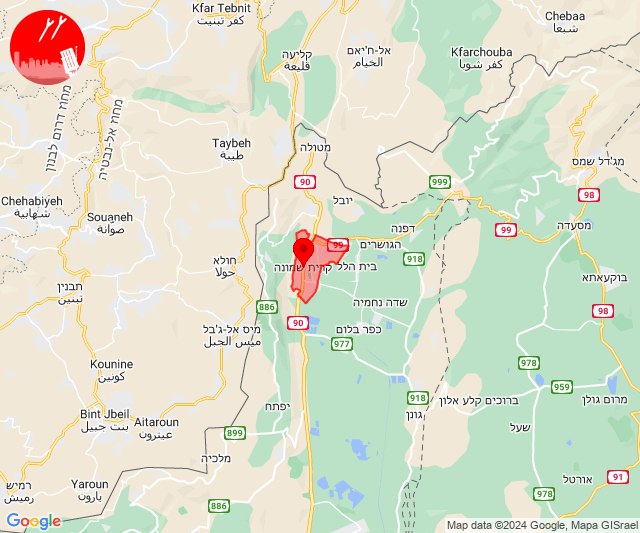 Kfar Tebnit
כפר תבנית
קליעה
قليعة
אל-ח'יאם
الخيام
Chebaa
شبعا
Kfarchouba
كفر شوبا
מחוז דרום לבנון
מחוז אל-נבטיה
Taybeh
طيبة
מטולה
90
999
מג'דל שמס
98
יובל
Chehabiyeh
شهابية
Souaneh
صوانة
דפנה
99
מסעדה
הגושרים
99
918
חולא
حولا
בית הלל
קרית שמונה
תבנין
تبنين
בוקעאתא
שדה נחמיה
886
98
90
מיס אל-ג'בל
ميس الجبل
כפר בלום
977
Kounine
كونين
978
959
918
מרום גולן
ברוכים קלע אלון
Bint Jbeil
بنت جبيل
יפתח
גונן
Aitaroun
عيترون
899
שעל
מלכיה
91
רמיש
رميش
Yaroun
يارون
אורטל
978
886
Google
Map data ©2024 Google, Mapa GISrael